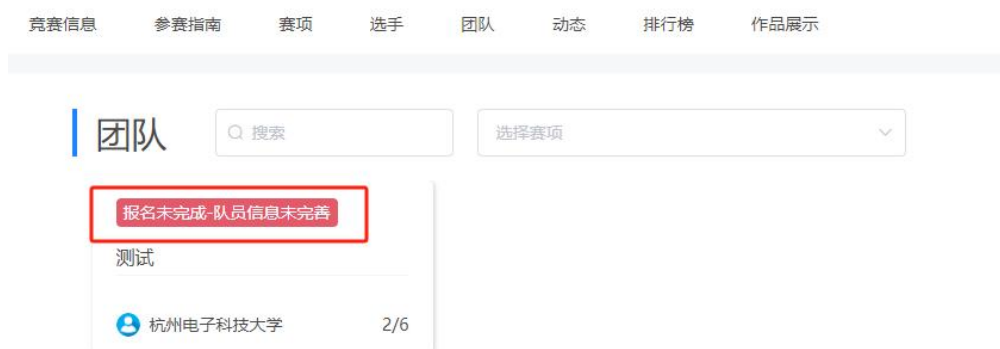 竞赛信息 参赛指南 赛项 选手 团队 动态 排行榜 作品展示
团队 搜索 选择赛项
报名未完成-队员信息未完善
测试
杭州电子科技大学 2/6